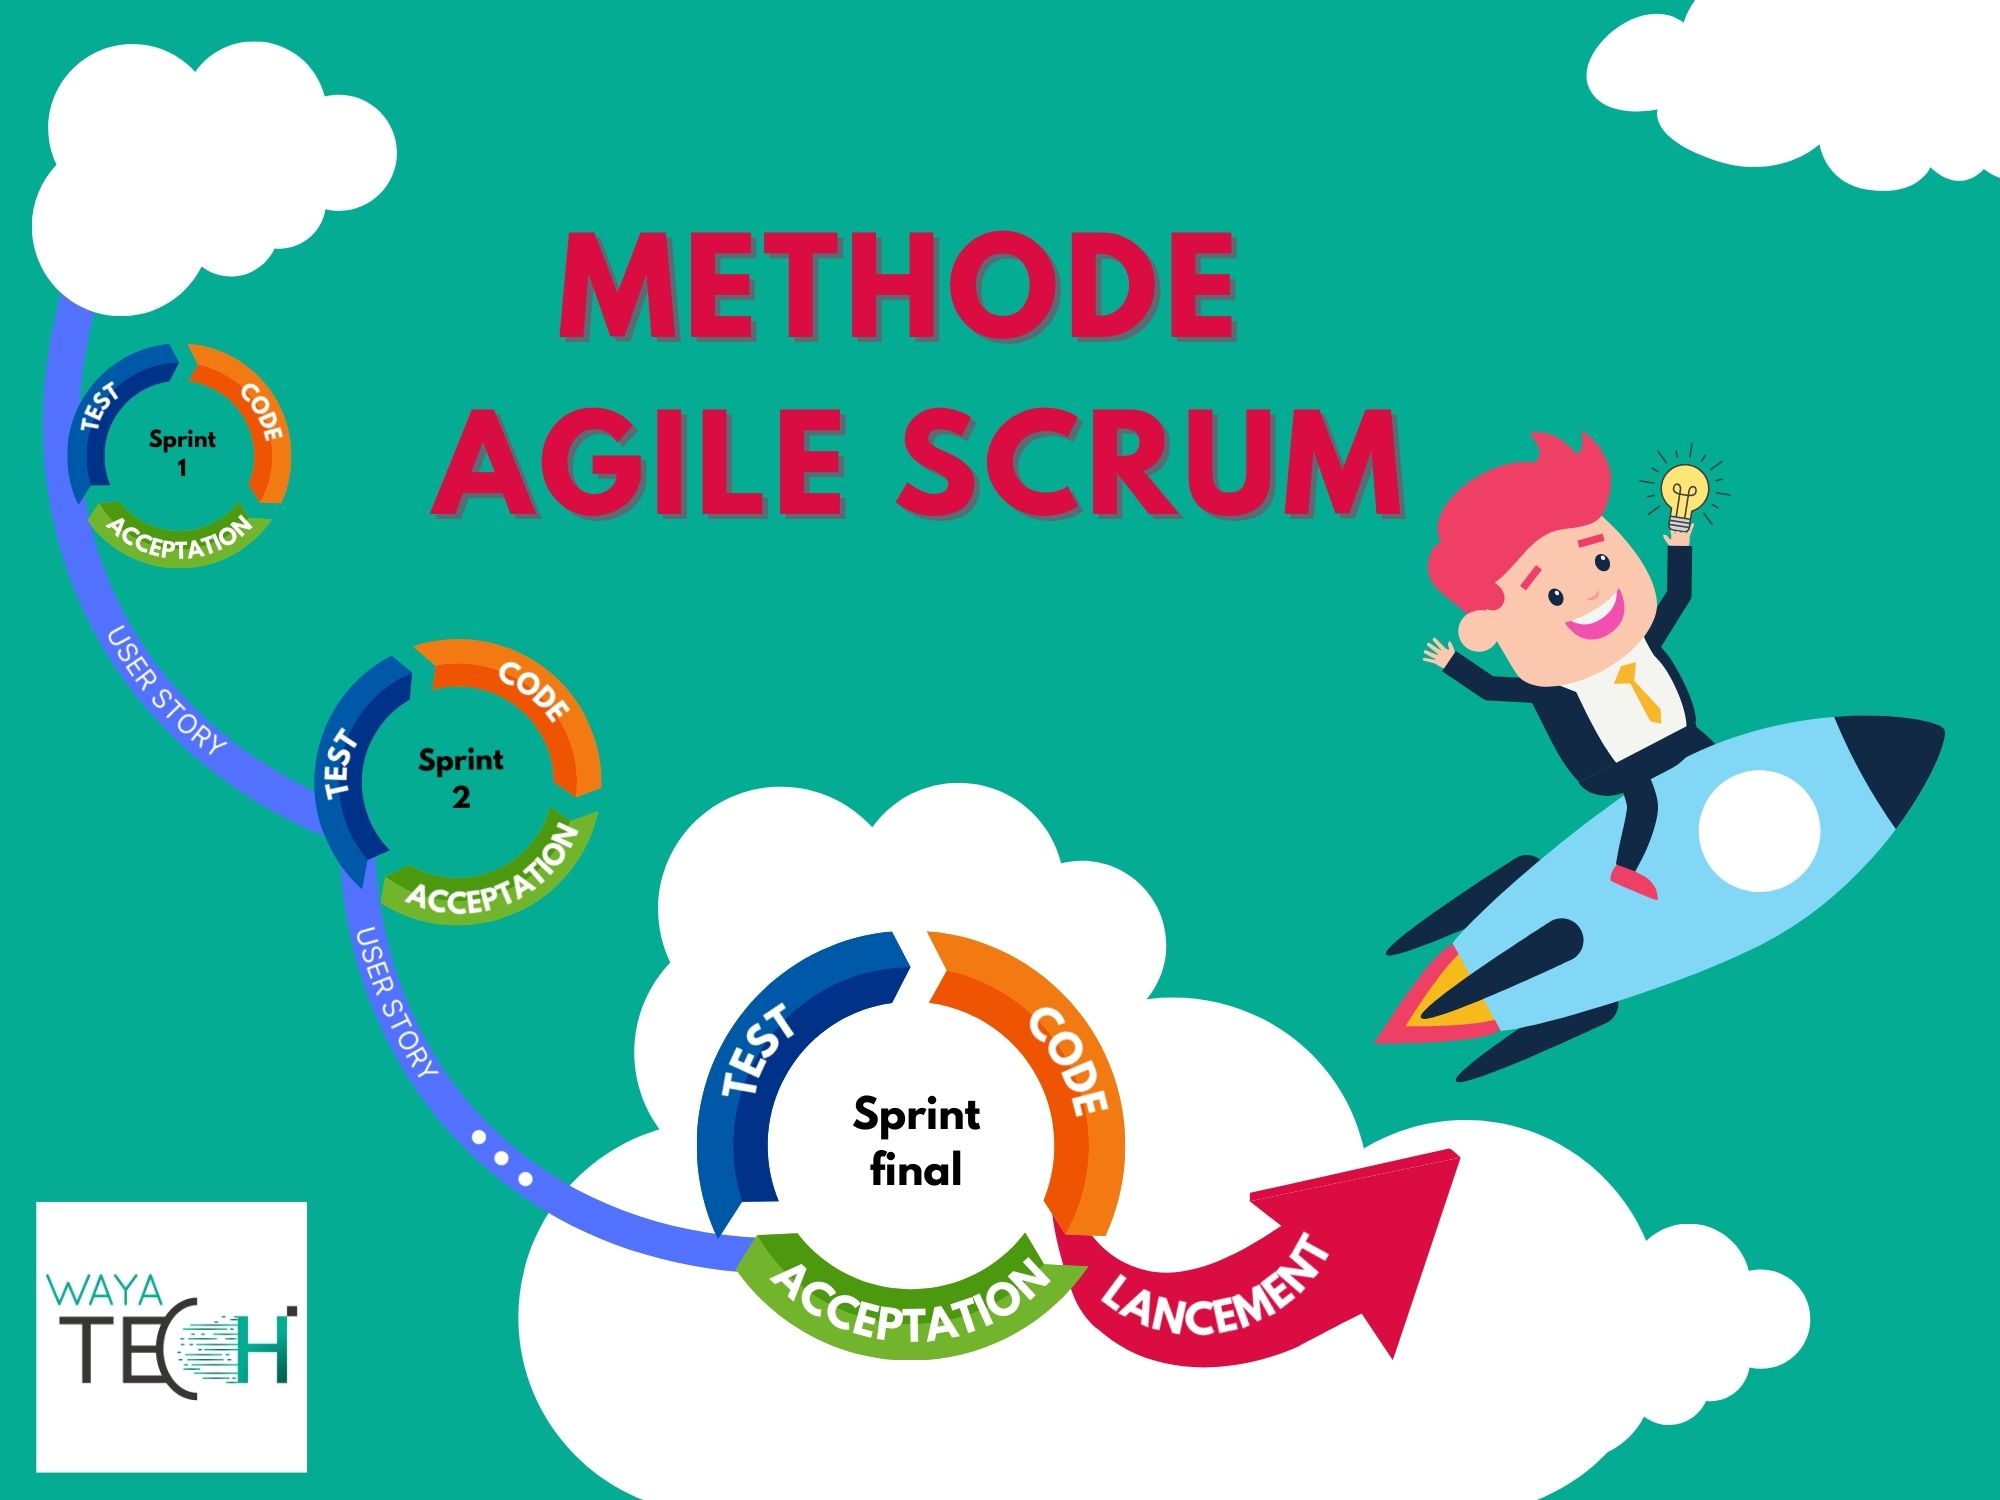 METHODE
AGILE SCRUM
TEST
CODE
Sprint
1
ACCEPTATION
USER STORY
TEST
CODE
Sprint
2
ACCEPTATION
USER STORY
TEST
CODE
Sprint
final
ACCEPTATION
LANCEMENT
WAYA
TECH